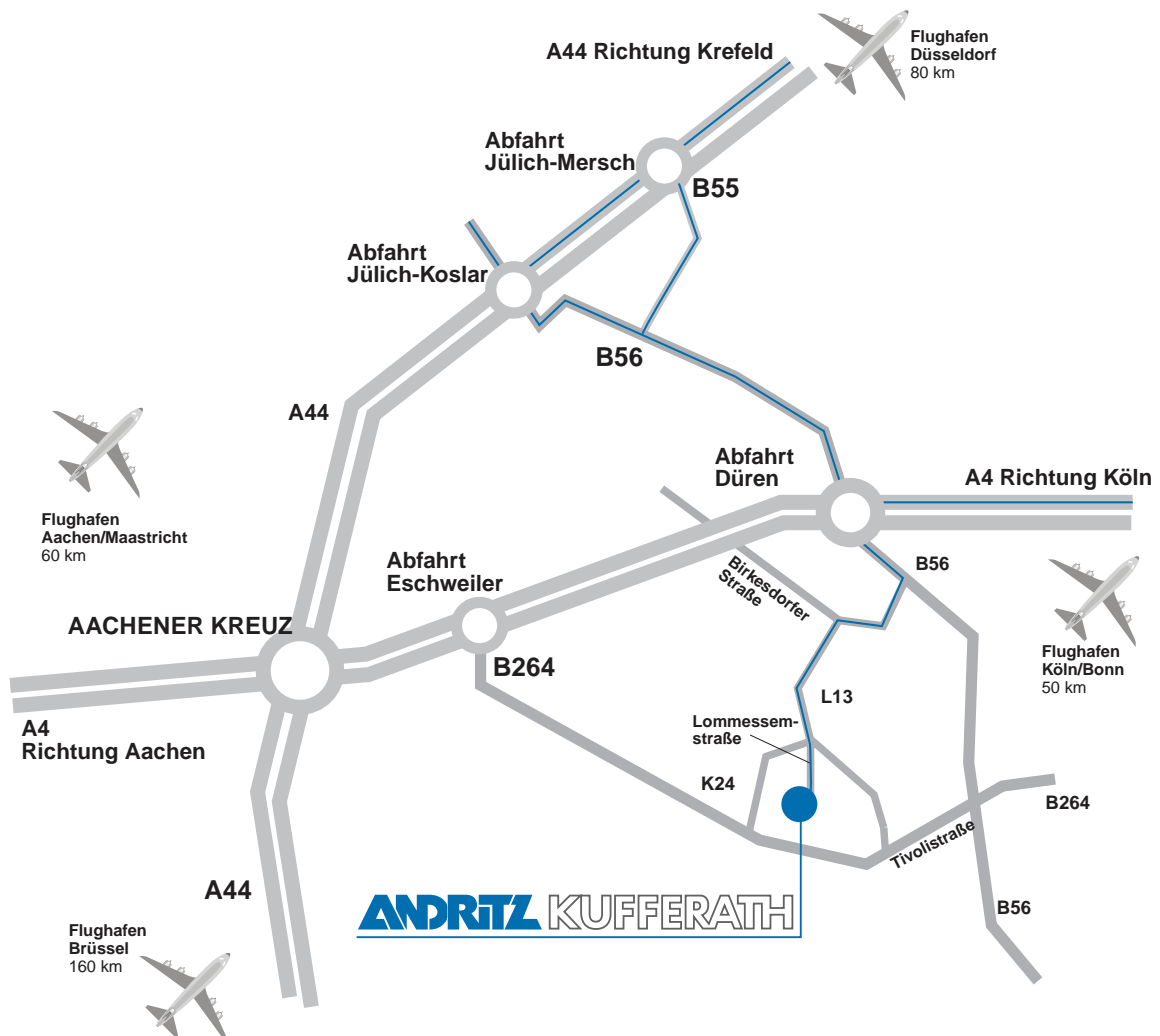 A44 Richtung Krefeld
Flughafen
Düsseldorf
80 km
Abfahrt
Jülich-Mersch
B55
Abfahrt
Jülich-Koslar
B56
A44
Abfahrt
Düren
A4 Richtung Köln
Flughafen
Aachen/Maastricht
60 km
Abfahrt
Eschweiler
Birkesdorfer
Straße
B56
AACHENER KREUZ
B264
Flughafen
Köln/Bonn
50 km
L13
A4
Richtung Aachen
Lommessem-
straße
K24
B264
Tivolistraße
A44
ANDRITZ KUFFERATH
B56
Flughafen
Brüssel
160 km